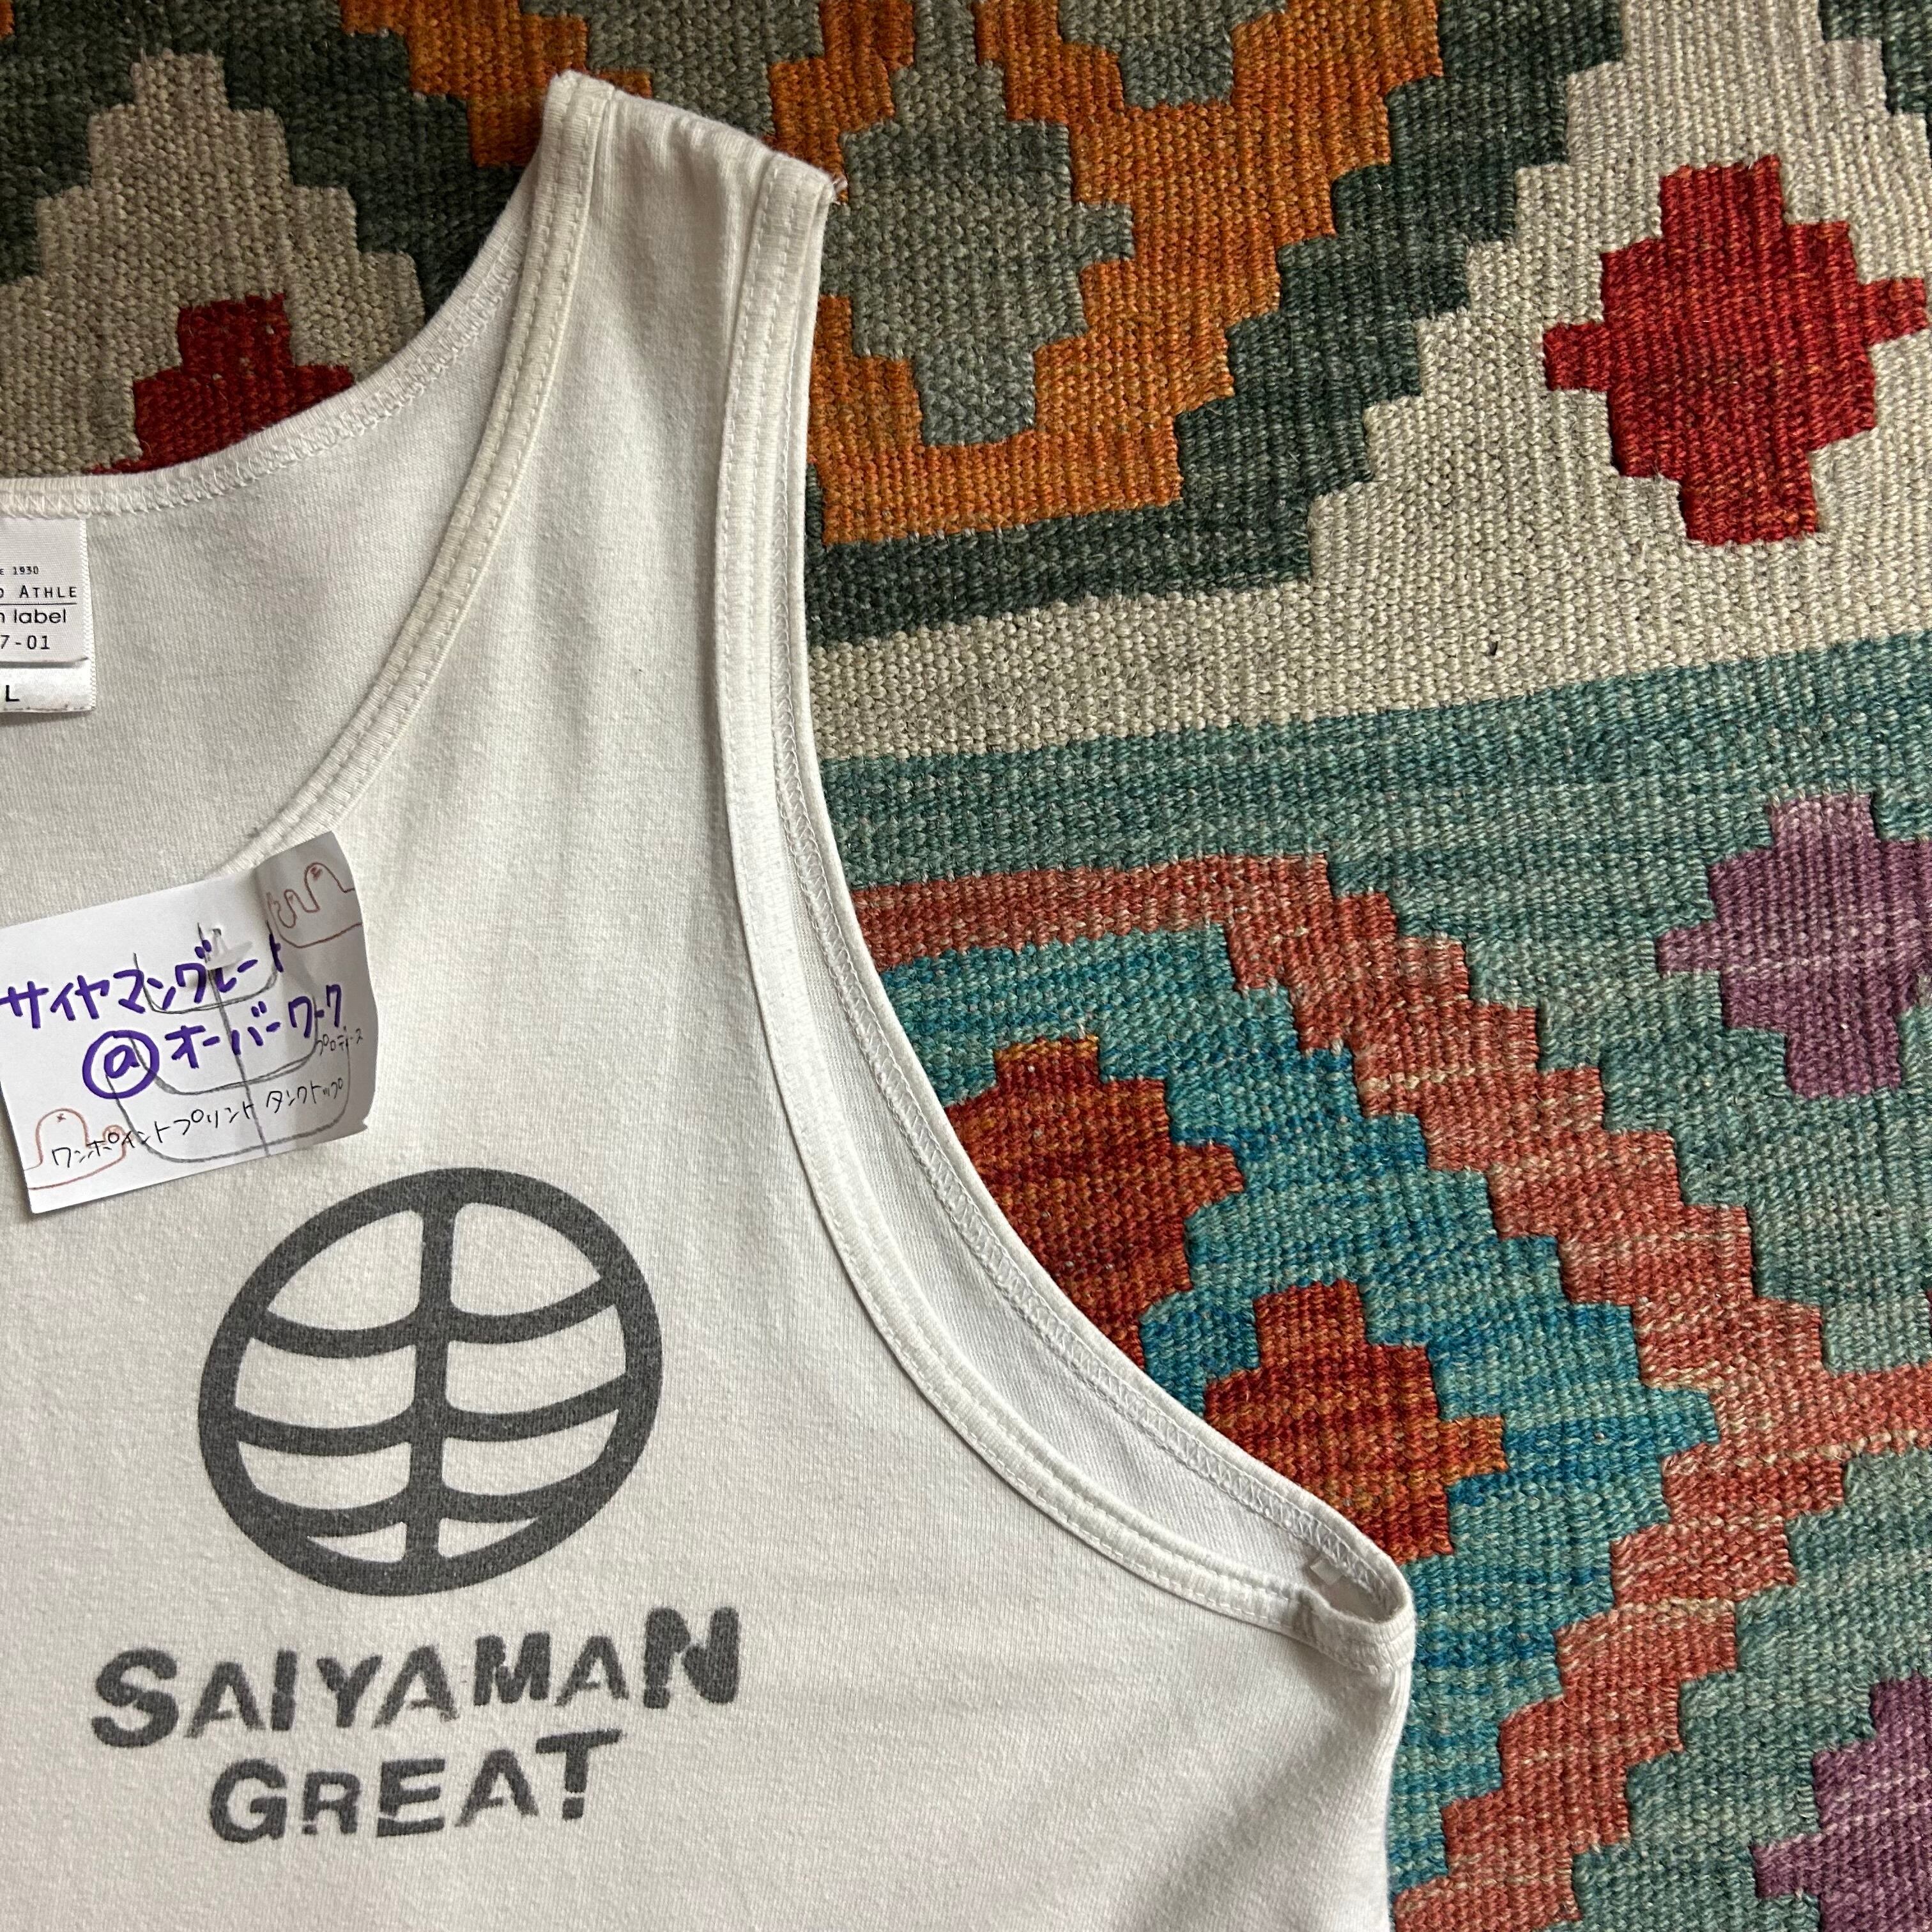 1930
ATHLE
label
7-01
L
サイヤマングレート
@オーバーワーク
プロディース
ワンポイントプリント タンクトップ
SAIYAMAN
GREAT